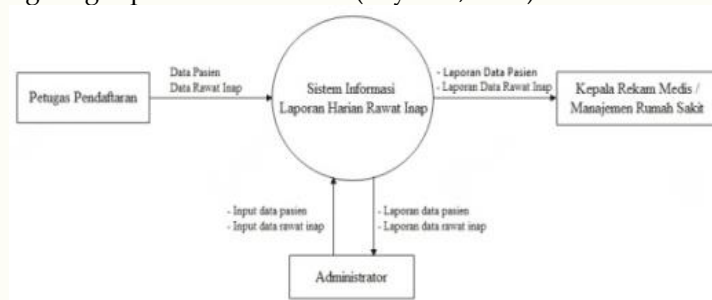 Data Pasien
Data Rawat Inap
Petugas Pendaftaran
Sistem Informasi
Laporan Harian Rawat Inap
- Laporan Data Pasien
- Laporan Data Rawat Inap
Kepala Rekam Medis /
Manajemen Rumah Sakit
- Input data pasien
- Input data rawat inap
- Laporan data pasien
- Laporan data rawat inap
Administrator